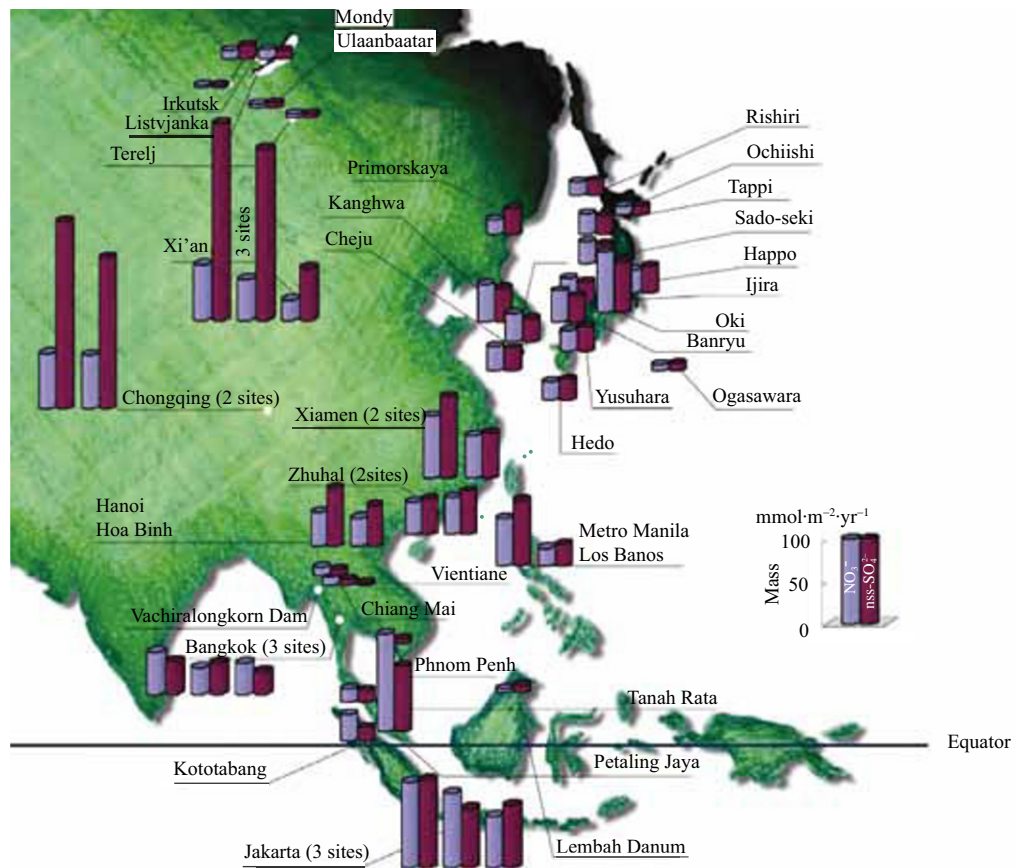 Mondy
Ulaanbaatar
Irkutsk
Listvjanka
Terelj
Xi'an
3 sites
Primorskaya
Kanghwa
Cheju
Rishiri
Ochiishi
Tappi
Sado-seki
Happo
Ijira
Oki
Banryu
Ogasawara
Yusuhara
Hedo
Chongqing (2 sites)
Xiamen (2 sites)
Zhuhal (2sites)
Hanoi
Hoa Binh
Metro Manila
Los Banos
Vientiane
Vachiralongkorn Dam
Chiang Mai
Bangkok (3 sites)
Phnom Penh
Tanah Rata
Equator
Kototabang
Petaling Jaya
Jakarta (3 sites)
Lembah Danum
mmol·m⁻²·yr⁻¹
100
50
0
Mass
NO₃⁻
nss-SO₄²⁻